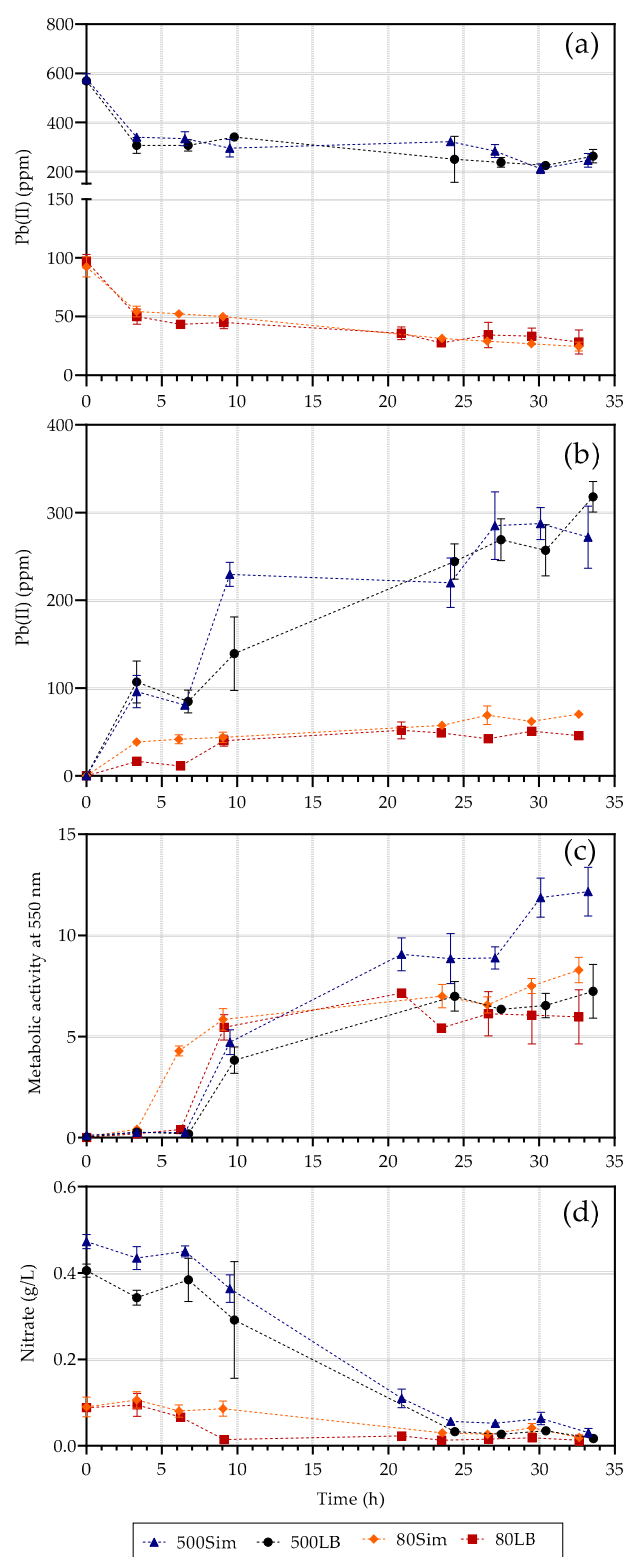 800
(a)
600
400
200
Pb(II) (ppm)
150
100
50
0
0 5 10 15 20 25 30 35
400
(b)
300
200
Pb(II) (ppm)
100
0
0 5 10 15 20 25 30 35
15
(c)
10
Metabolic activity at 550 nm
5
0
0 5 10 15 20 25 30 35
0.6
(d)
0.4
Nitrate (g/L)
0.2
0.0
0 5 10 15 20 25 30 35
Time (h)
500Sim 500LB 80Sim 80LB